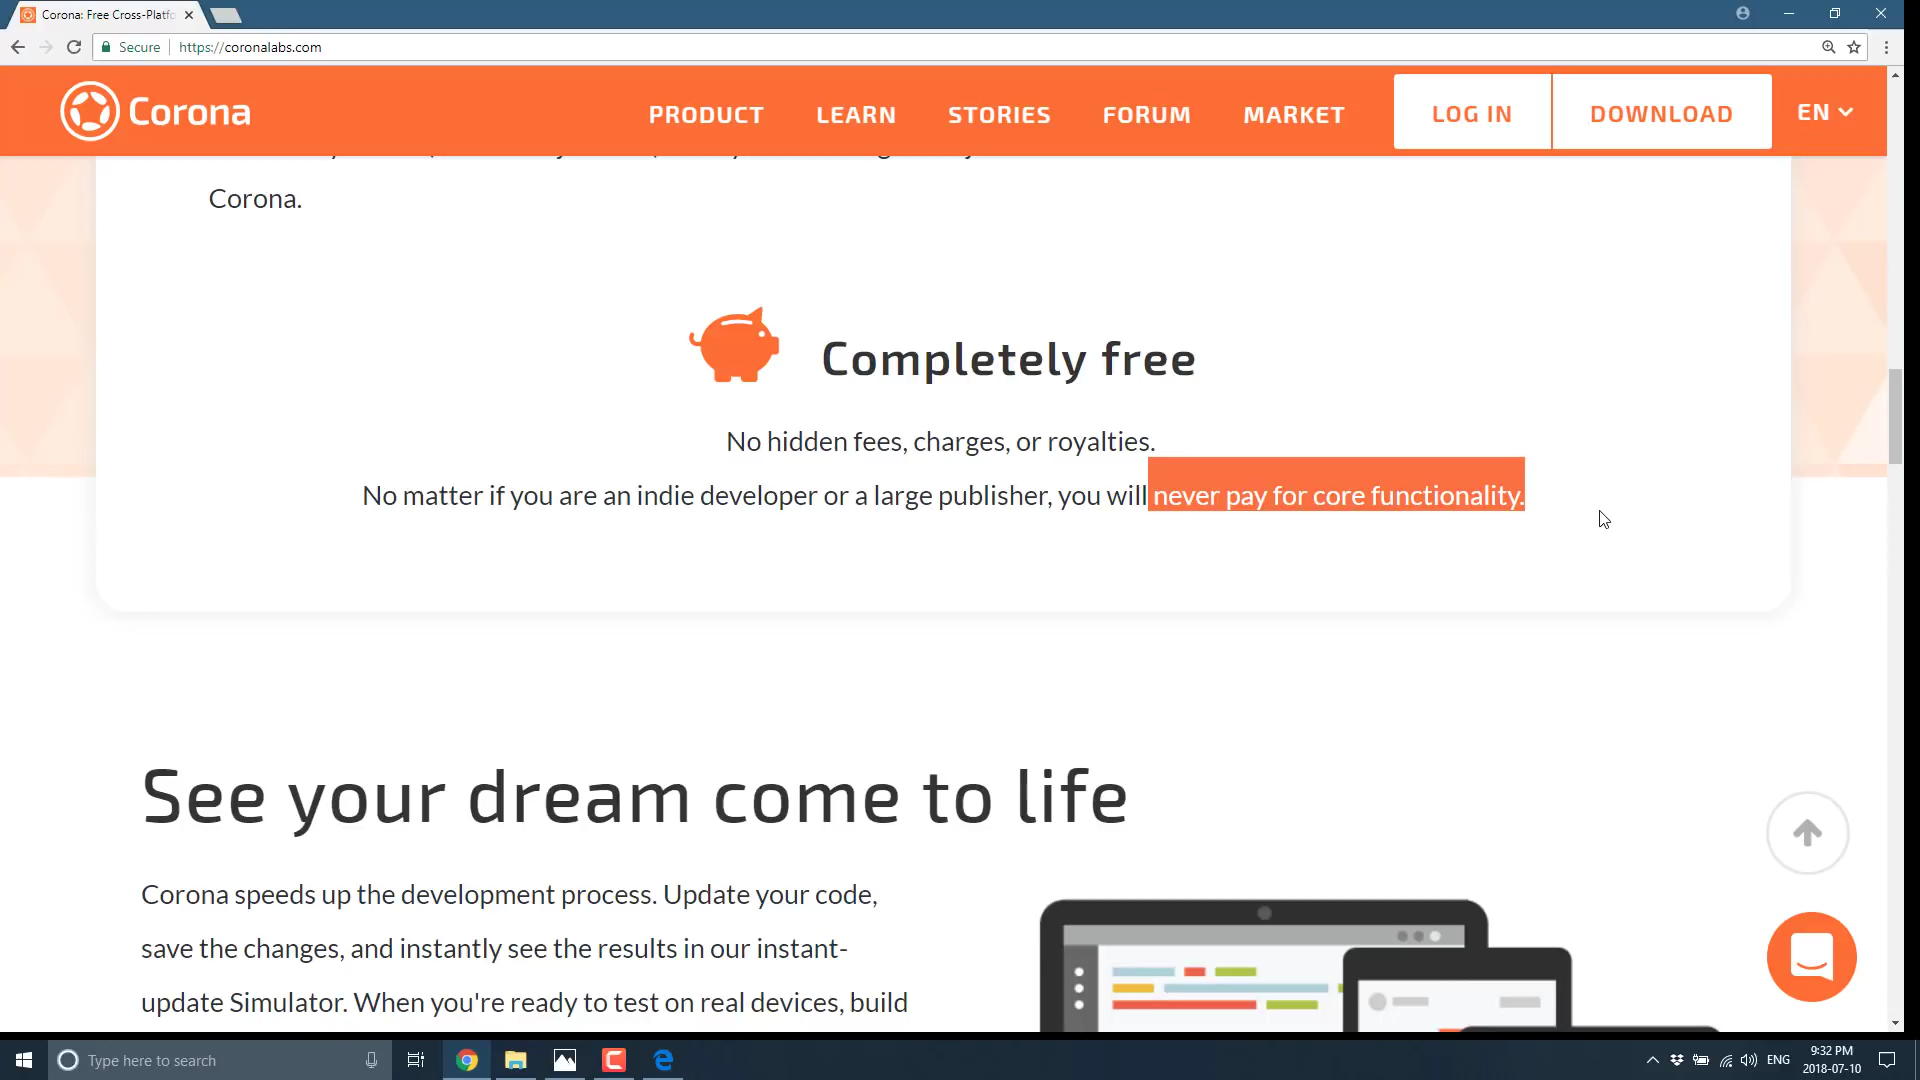 Corona: Free Cross-Platfo
Secure https://coronalabs.com
Corona PRODUCT LEARN STORIES FORUM MARKET LOG IN DOWNLOAD EN
Corona.
Completely free
No hidden fees, charges, or royalties.
No matter if you are an indie developer or a large publisher, you will never pay for core functionality.
See your dream come to life
Corona speeds up the development process. Update your code,
save the changes, and instantly see the results in our instant-
update Simulator. When you're ready to test on real devices, build
Type here to search
ENG
9:32 PM
2018-07-10